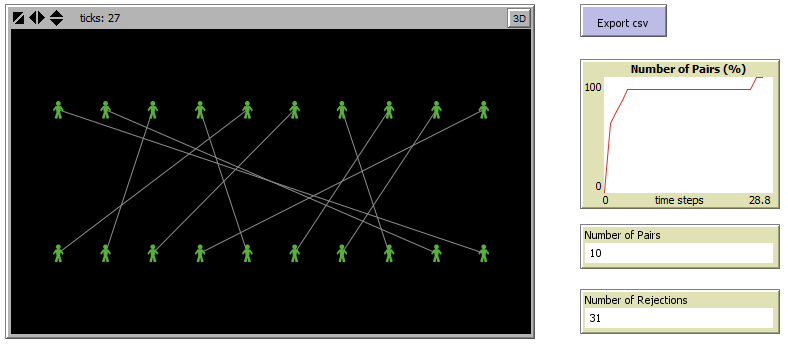 ticks: 27
3D
Export csv
Number of Pairs (%)
100
0
0 time steps 28.8
Number of Pairs
10
Number of Rejections
31